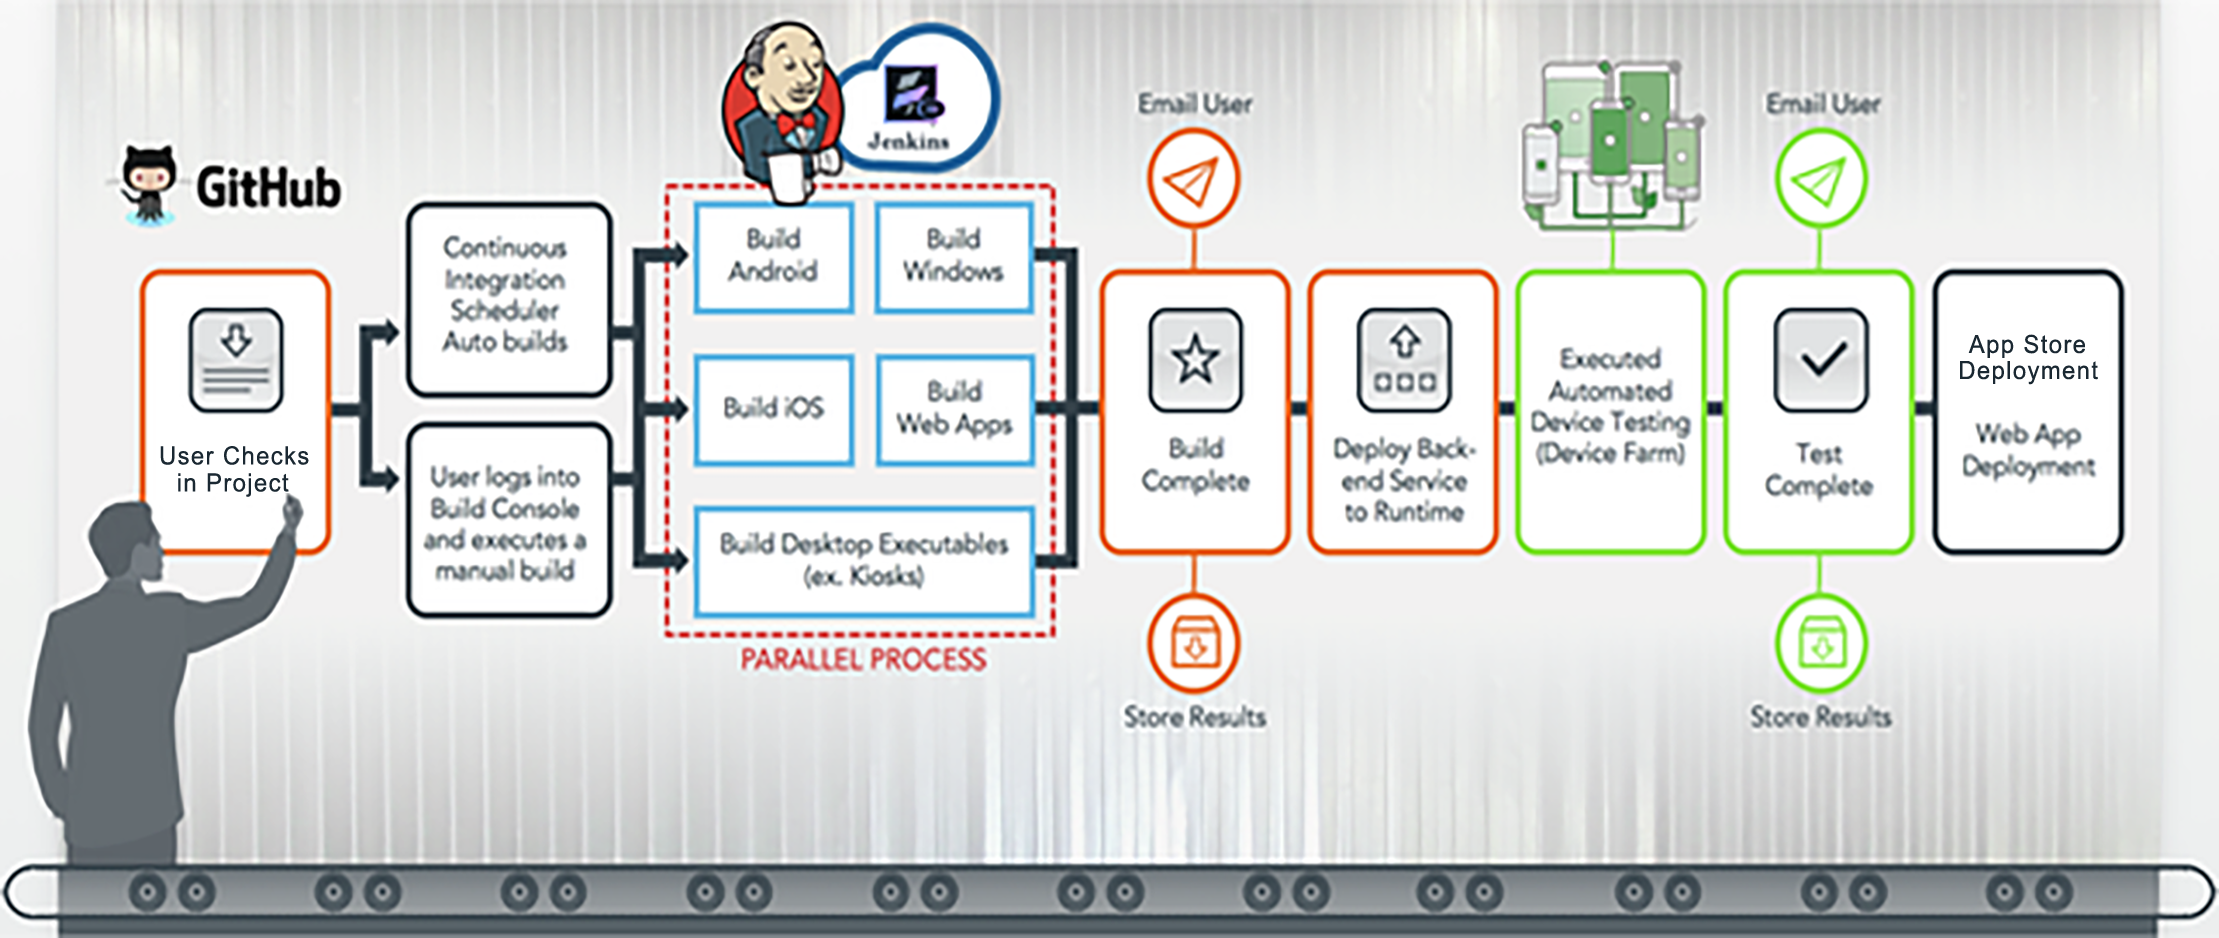 GitHub
User Checks
in Project
Continuous
Integration
Scheduler
Auto builds
User logs into
Build Console
and executes a
manual build
Jenkins
Build
Android
Build
Windows
Build iOS
Build
Web Apps
Build Desktop Executables
(ex. Kiosks)
PARALLEL PROCESS
Email User
Build
Complete
Store Results
Deploy Back-
end Service
to Runtime
Executed
Automated
Device Testing
(Device Farm)
Email User
Test
Complete
Store Results
App Store
Deployment
Web App
Deployment